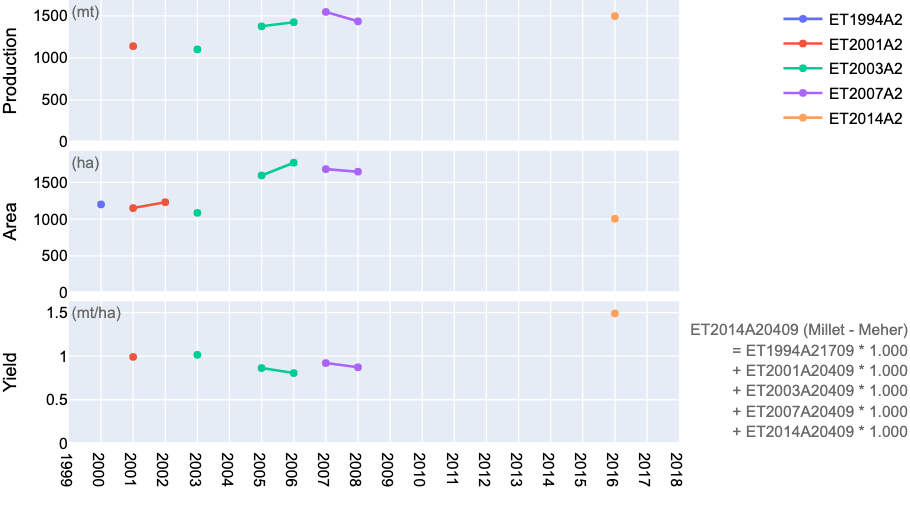 Production
(mt)
1500
1000
500
0
ET1994A2
ET2001A2
ET2003A2
ET2007A2
ET2014A2
Area
(ha)
1500
1000
500
0
Yield
(mt/ha)
1.5
1
0.5
0
ET2014A20409 (Millet - Meher)
= ET1994A21709 * 1.000
+ ET2001A20409 * 1.000
+ ET2003A20409 * 1.000
+ ET2007A20409 * 1.000
+ ET2014A20409 * 1.000
1999
2000
2001
2002
2003
2004
2005
2006
2007
2008
2009
2010
2011
2012
2013
2014
2015
2016
2017
2018